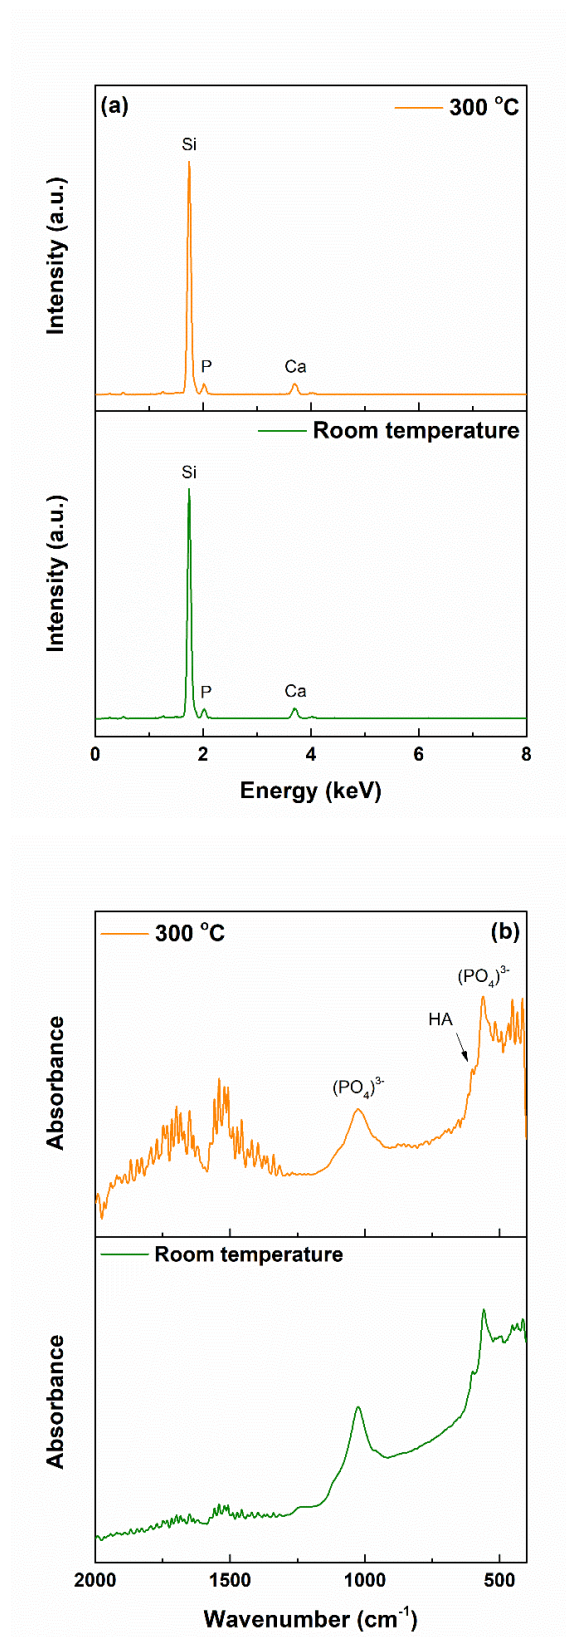 (a)
300 °C
Si
P
Ca
Intensity (a.u.)
Room temperature
Si
P
Ca
Intensity (a.u.)
0 2 4 6 8
Energy (keV)
300 °C
(b)
(PO₄)³⁻
HA
(PO₄)³⁻
Absorbance
Room temperature
Absorbance
2000 1500 1000 500
Wavenumber (cm⁻¹)